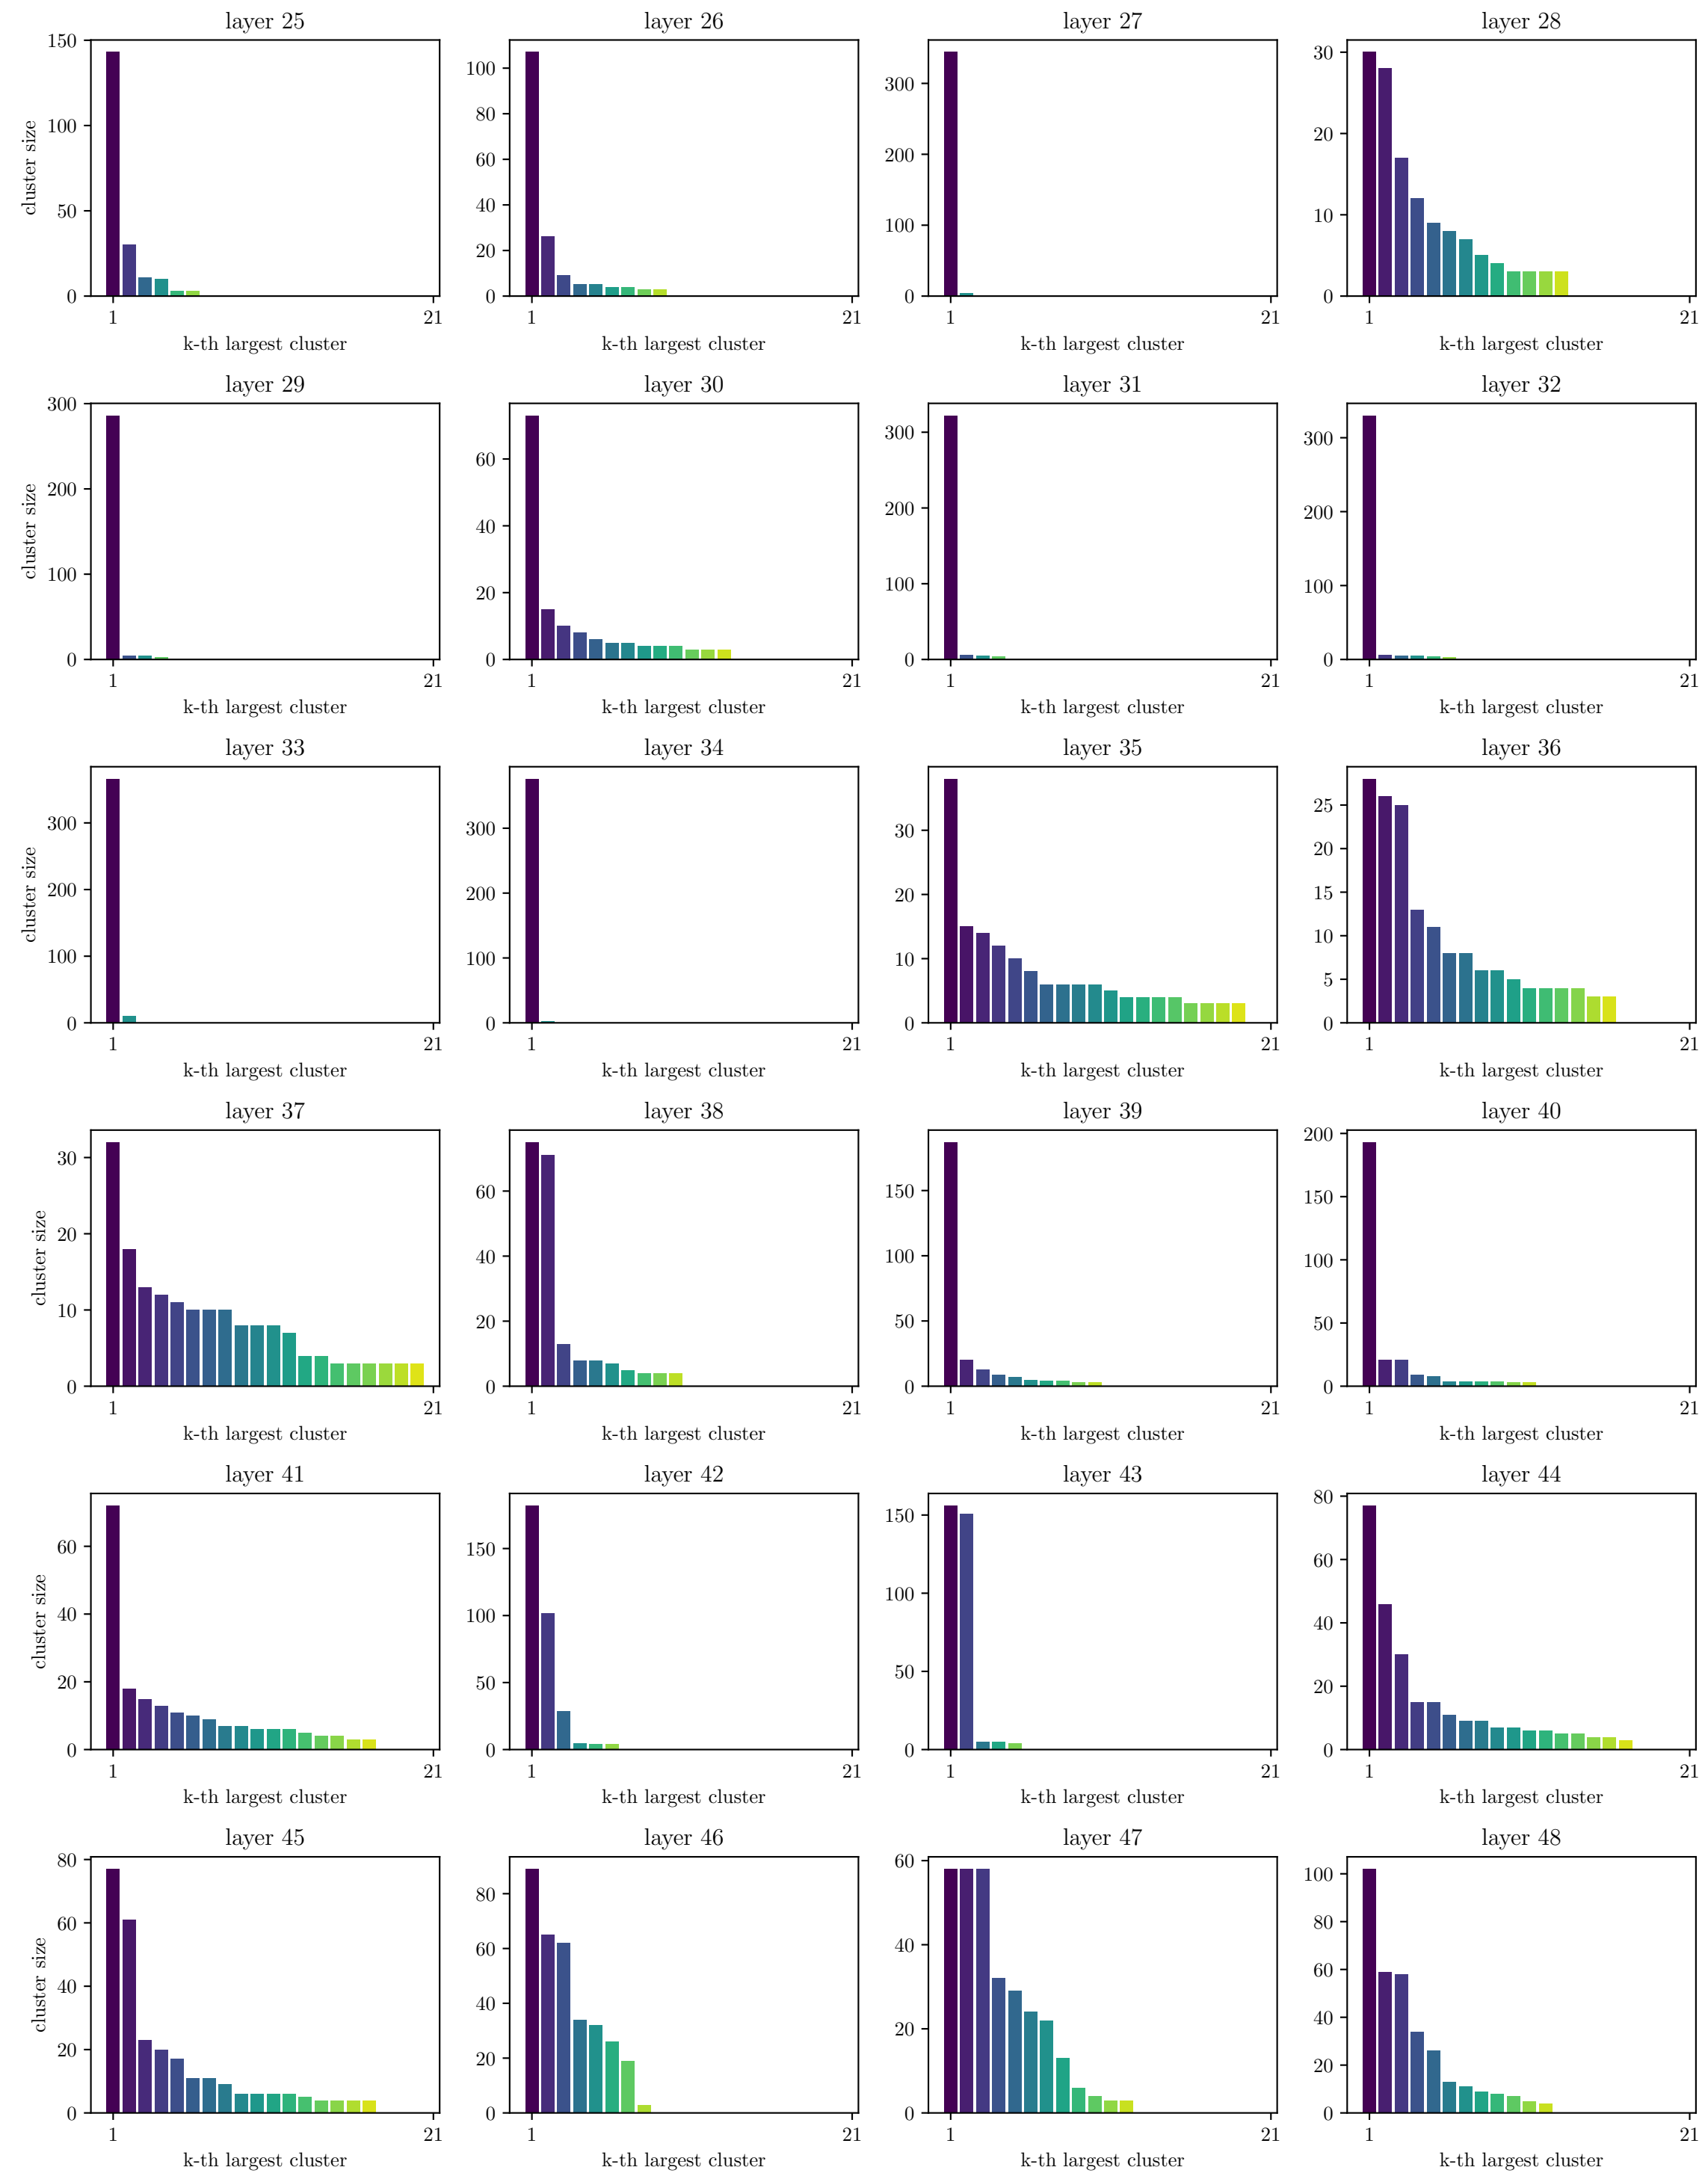 layer 25
150
100
50
0
cluster size
1
21
k-th largest cluster
layer 26
100
80
60
40
20
0
1
21
k-th largest cluster
layer 27
300
200
100
0
1
21
k-th largest cluster
layer 28
30
20
10
0
1
21
k-th largest cluster
layer 29
300
200
100
0
cluster size
1
21
k-th largest cluster
layer 30
60
40
20
0
1
21
k-th largest cluster
layer 31
300
200
100
0
1
21
k-th largest cluster
layer 32
300
200
100
0
1
21
k-th largest cluster
layer 33
300
200
100
0
cluster size
1
21
k-th largest cluster
layer 34
300
200
100
0
1
21
k-th largest cluster
layer 35
30
20
10
0
1
21
k-th largest cluster
layer 36
25
20
15
10
5
0
1
21
k-th largest cluster
layer 37
30
20
10
0
cluster size
1
21
k-th largest cluster
layer 38
60
40
20
0
1
21
k-th largest cluster
layer 39
150
100
50
0
1
21
k-th largest cluster
layer 40
200
150
100
50
0
1
21
k-th largest cluster
layer 41
60
40
20
0
cluster size
1
21
k-th largest cluster
layer 42
150
100
50
0
1
21
k-th largest cluster
layer 43
150
100
50
0
1
21
k-th largest cluster
layer 44
80
60
40
20
0
1
21
k-th largest cluster
layer 45
80
60
40
20
0
cluster size
1
21
k-th largest cluster
layer 46
80
60
40
20
0
1
21
k-th largest cluster
layer 47
60
40
20
0
1
21
k-th largest cluster
layer 48
100
80
60
40
20
0
1
21
k-th largest cluster